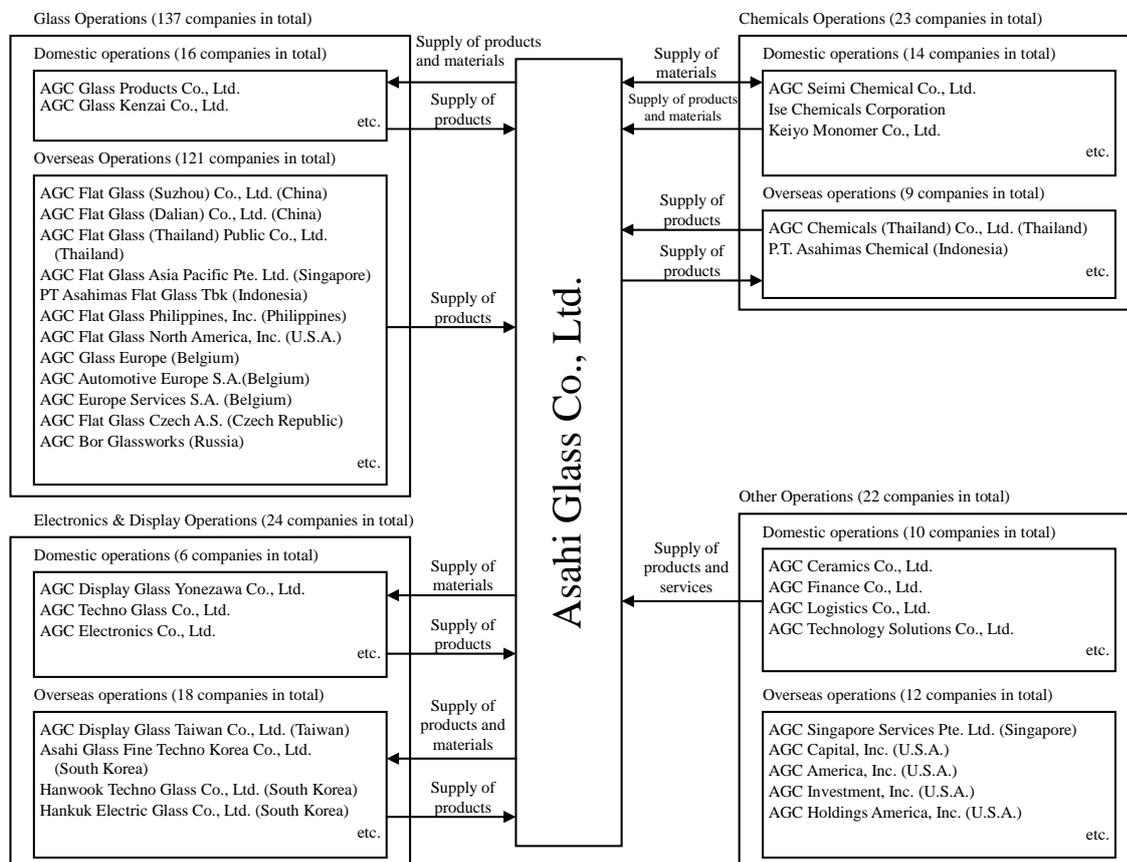 Glass Operations (137 companies in total)
Domestic operations (16 companies in total)
AGC Glass Products Co., Ltd.
AGC Glass Kenzai Co., Ltd.
etc.
Overseas Operations (121 companies in total)
AGC Flat Glass (Suzhou) Co., Ltd. (China)
AGC Flat Glass (Dalian) Co., Ltd. (China)
AGC Flat Glass (Thailand) Public Co., Ltd.
(Thailand)
AGC Flat Glass Asia Pacific Pte. Ltd. (Singapore)
PT Asahimas Flat Glass Tbk (Indonesia)
AGC Flat Glass Philippines, Inc. (Philippines)
AGC Flat Glass North America, Inc. (U.S.A.)
AGC Glass Europe (Belgium)
AGC Automotive Europe S.A.(Belgium)
AGC Europe Services S.A. (Belgium)
AGC Flat Glass Czech A.S. (Czech Republic)
AGC Bor Glassworks (Russia)
etc.
Electronics & Display Operations (24 companies in total)
Domestic operations (6 companies in total)
AGC Display Glass Yonezawa Co., Ltd.
AGC Techno Glass Co., Ltd.
AGC Electronics Co., Ltd.
etc.
Overseas operations (18 companies in total)
AGC Display Glass Taiwan Co., Ltd. (Taiwan)
Asahi Glass Fine Techno Korea Co., Ltd.
(South Korea)
Hanwook Techno Glass Co., Ltd. (South Korea)
Hankuk Electric Glass Co., Ltd. (South Korea)
etc.
Supply of products
and materials
Supply of
products
Supply of
products
Supply of
materials
Supply of
products
Supply of
products and
materials
Supply of
products
Asahi Glass Co., Ltd.
Supply of
materials
Supply of products
and materials
Supply of
products
Supply of
products
Supply of
products and
services
Chemicals Operations (23 companies in total)
Domestic operations (14 companies in total)
AGC Seimi Chemical Co., Ltd.
Ise Chemicals Corporation
Keiyo Monomer Co., Ltd.
etc.
Overseas operations (9 companies in total)
AGC Chemicals (Thailand) Co., Ltd. (Thailand)
P.T. Asahimas Chemical (Indonesia)
etc.
Other Operations (22 companies in total)
Domestic operations (10 companies in total)
AGC Ceramics Co., Ltd.
AGC Finance Co., Ltd.
AGC Logistics Co., Ltd.
AGC Technology Solutions Co., Ltd.
etc.
Overseas operations (12 companies in total)
AGC Singapore Services Pte. Ltd. (Singapore)
AGC Capital, Inc. (U.S.A.)
AGC America, Inc. (U.S.A.)
AGC Investment, Inc. (U.S.A.)
AGC Holdings America, Inc. (U.S.A.)
etc.